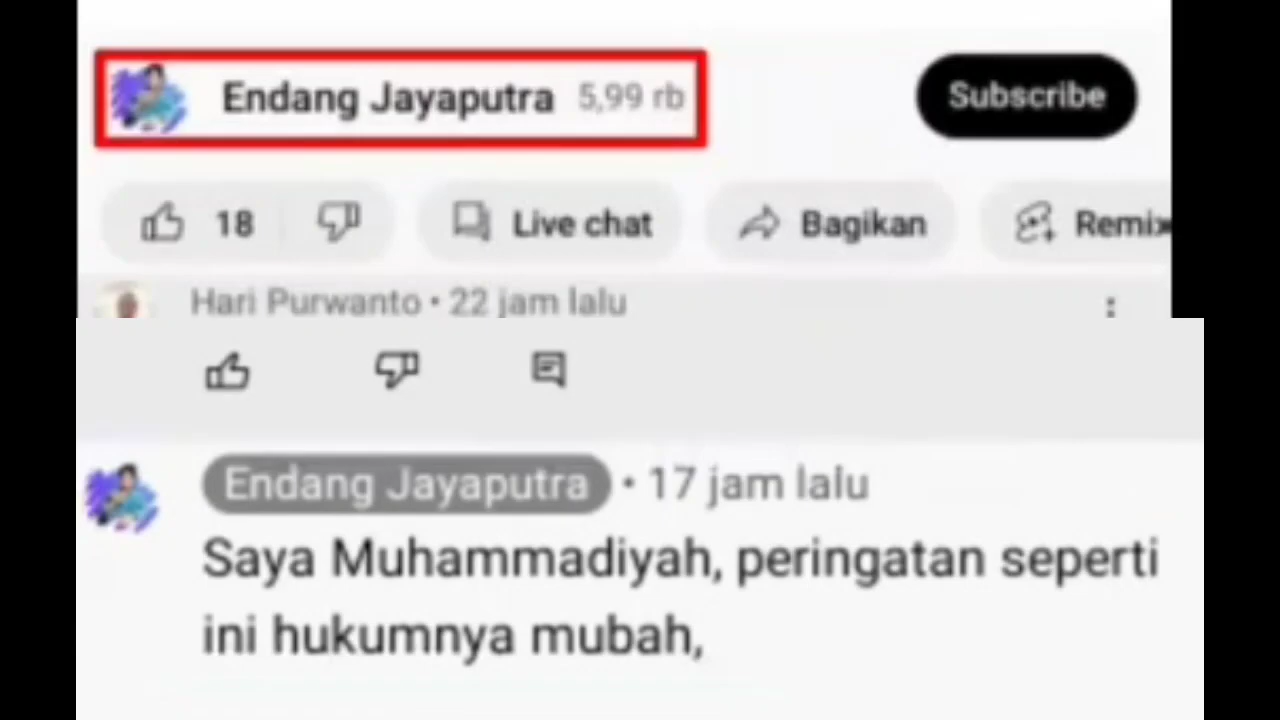 Endang Jayaputra 5,99 rb Subscribe
18 Live chat Bagikan Remix
Hari Purwanto • 22 jam lalu
Endang Jayaputra • 17 jam lalu
Saya Muhammadiyah, peringatan seperti
ini hukumnya mubah,